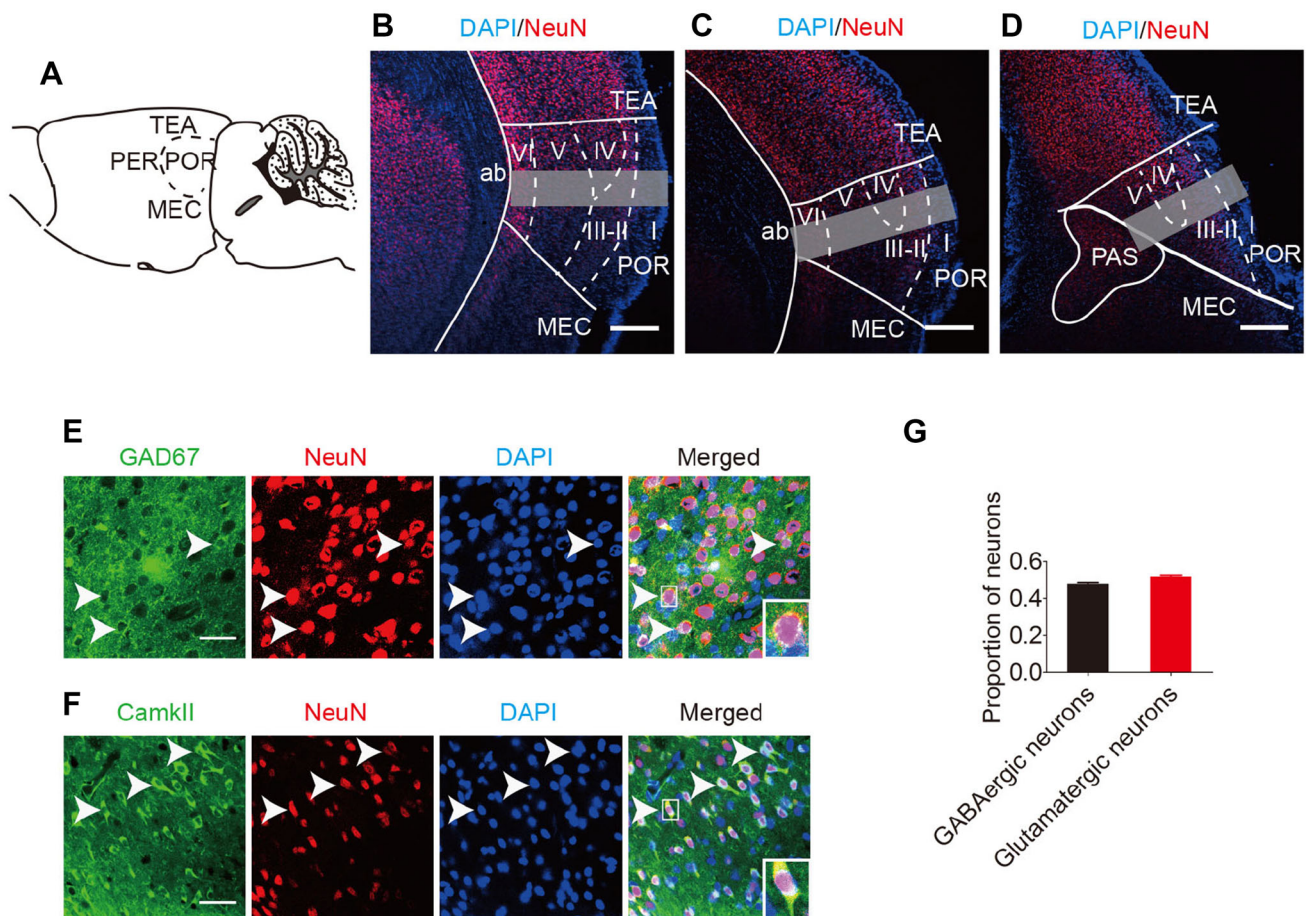 A
TEA
PER POR
MEC
B
DAPI/NeuN
TEA
VI V IV
ab
III-II I
POR
MEC
C
DAPI/NeuN
TEA
VI V IV
ab
III-II I
POR
MEC
D
DAPI/NeuN
TEA
V IV
III-II I
PAS POR
MEC
E
GAD67 NeuN DAPI Merged
F
CamkII NeuN DAPI Merged
G
Proportion of neurons
0.6
0.4
0.2
0.0
GABAergic neurons
Glutamatergic neurons